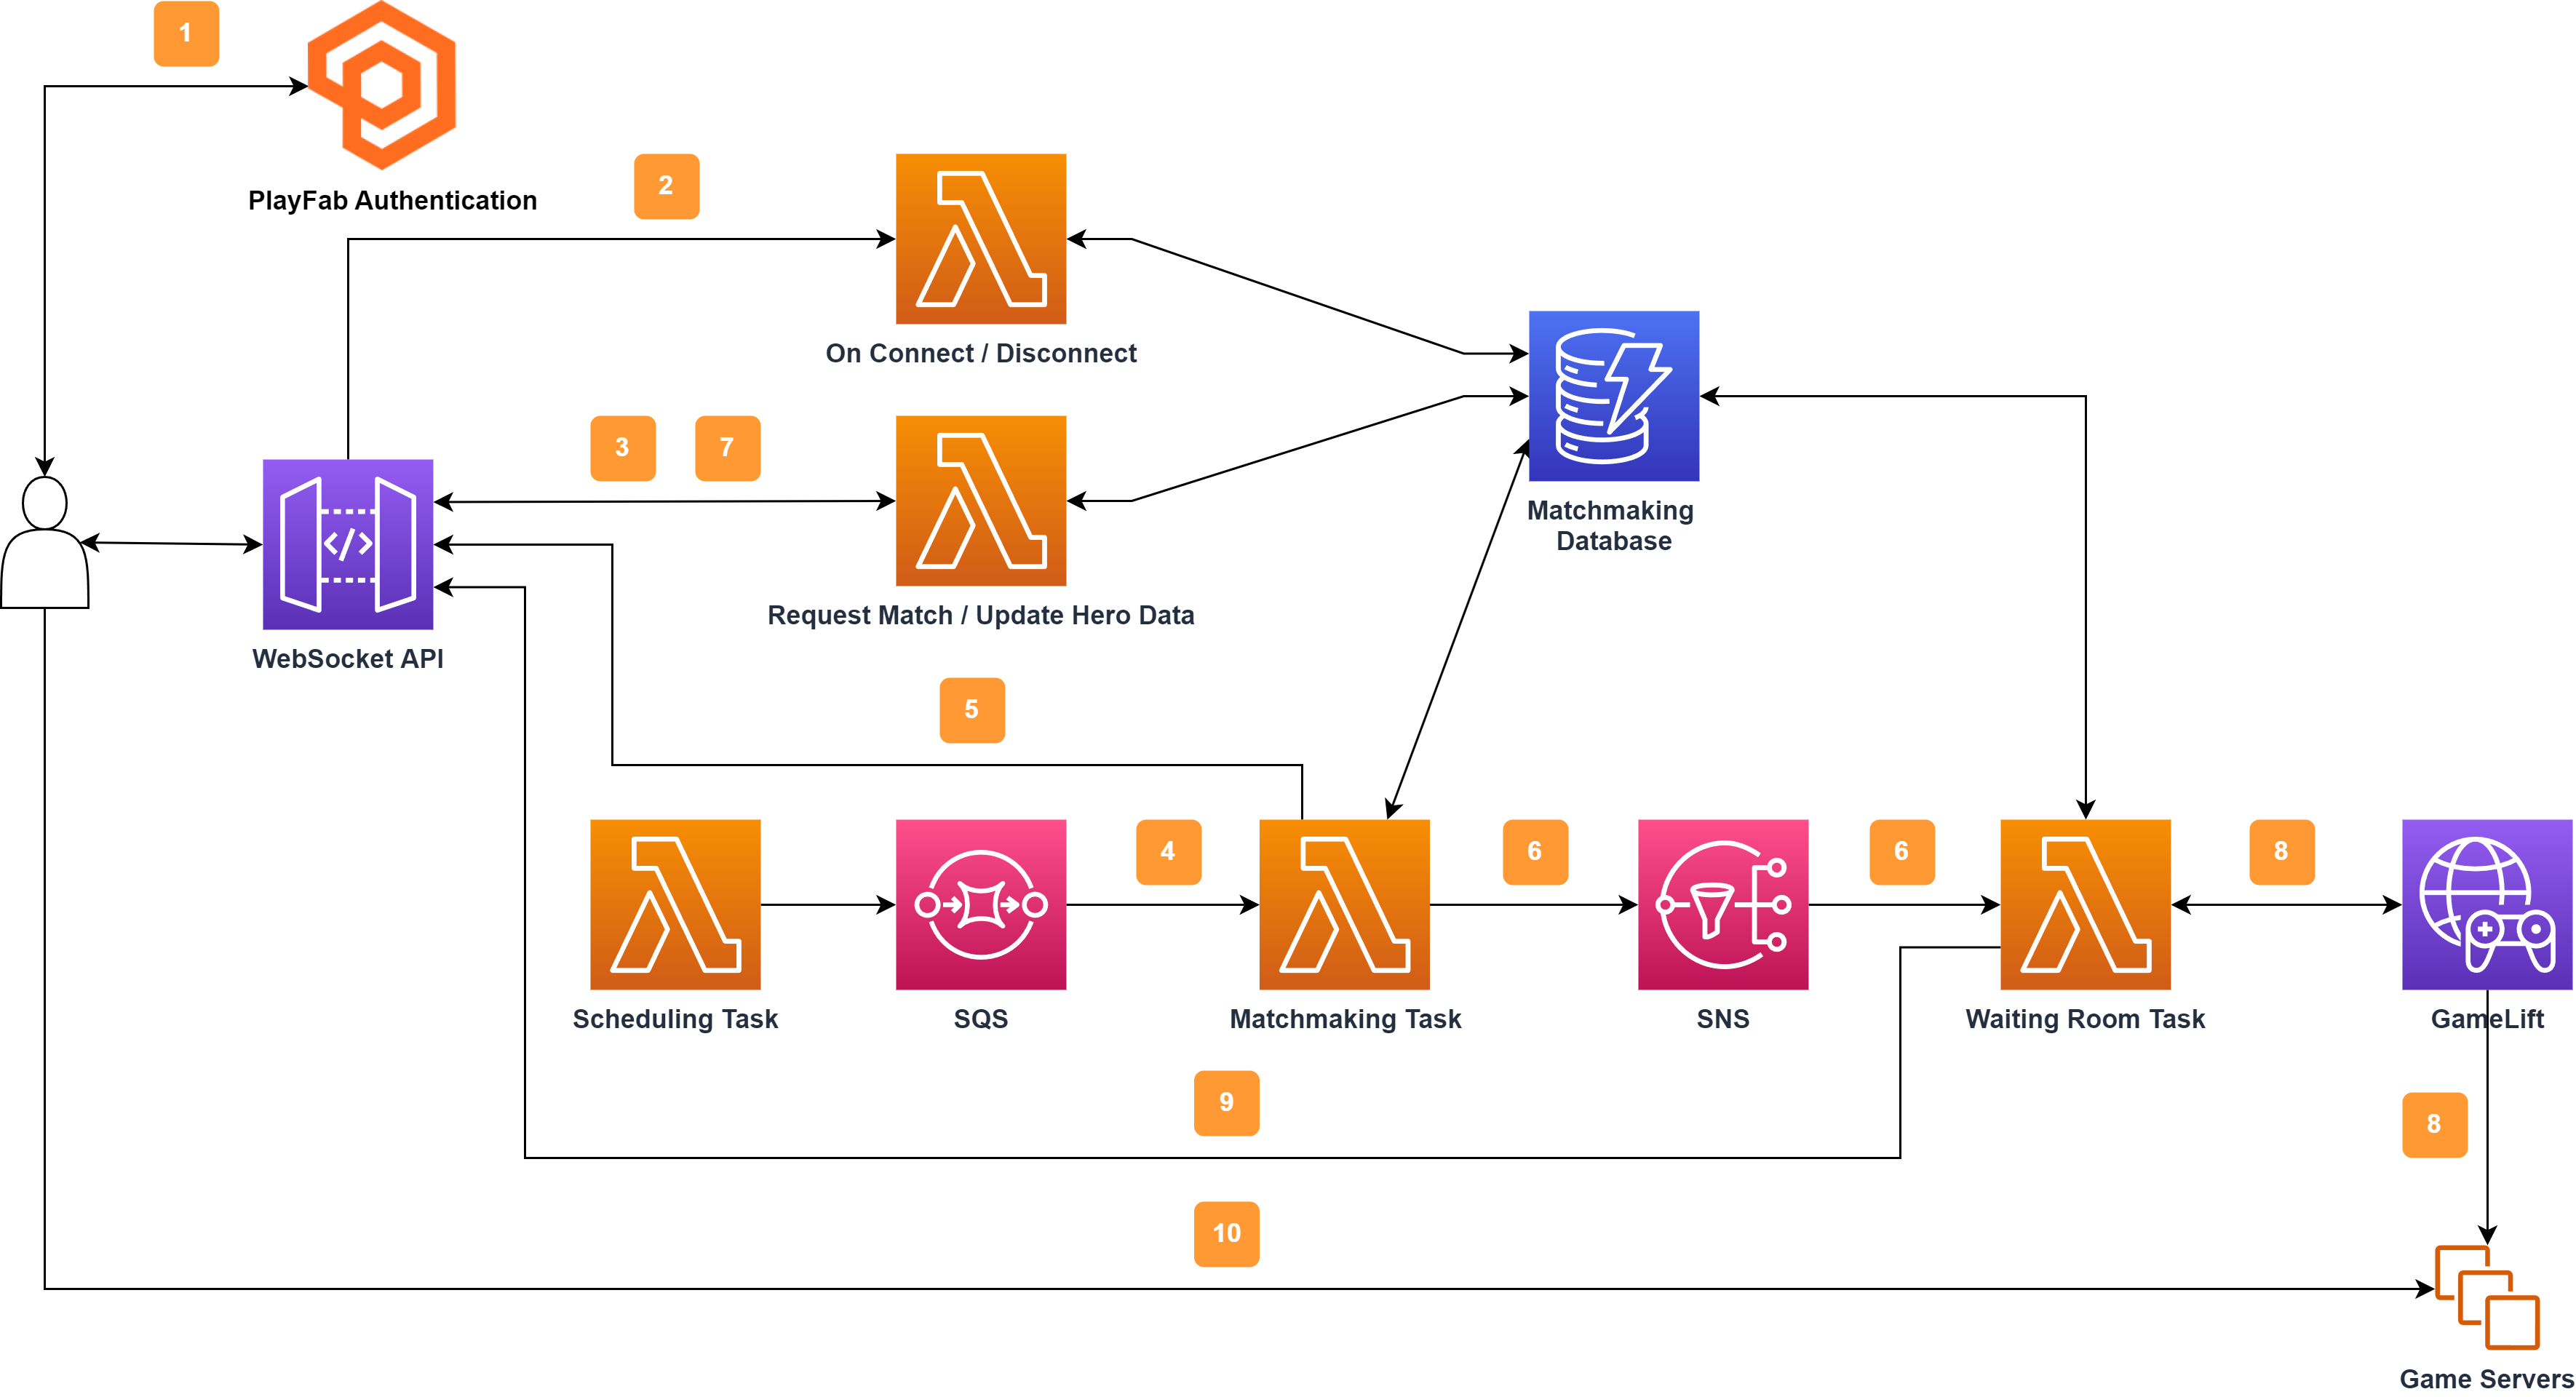 1
PlayFab Authentication
2
On Connect / Disconnect
3
7
Matchmaking
Database
Request Match / Update Hero Data
WebSocket API
5
4
6
6
8
Scheduling Task
SQS
Matchmaking Task
SNS
Waiting Room Task
GameLift
9
8
10
Game Servers